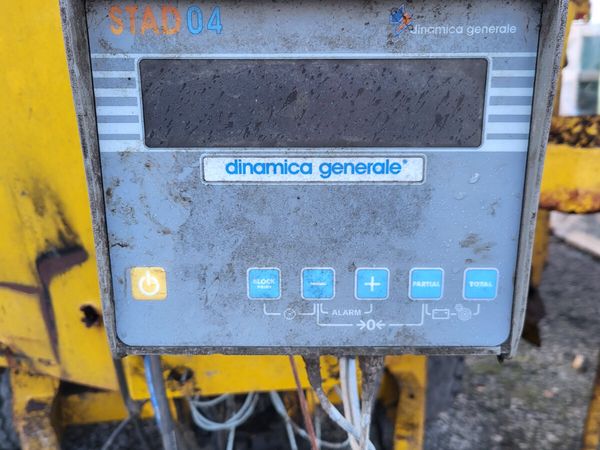 STAD 04
dinamica generale
dinamica generale®
BLOCK PARTIAL TOTAL
ALARM
→0←